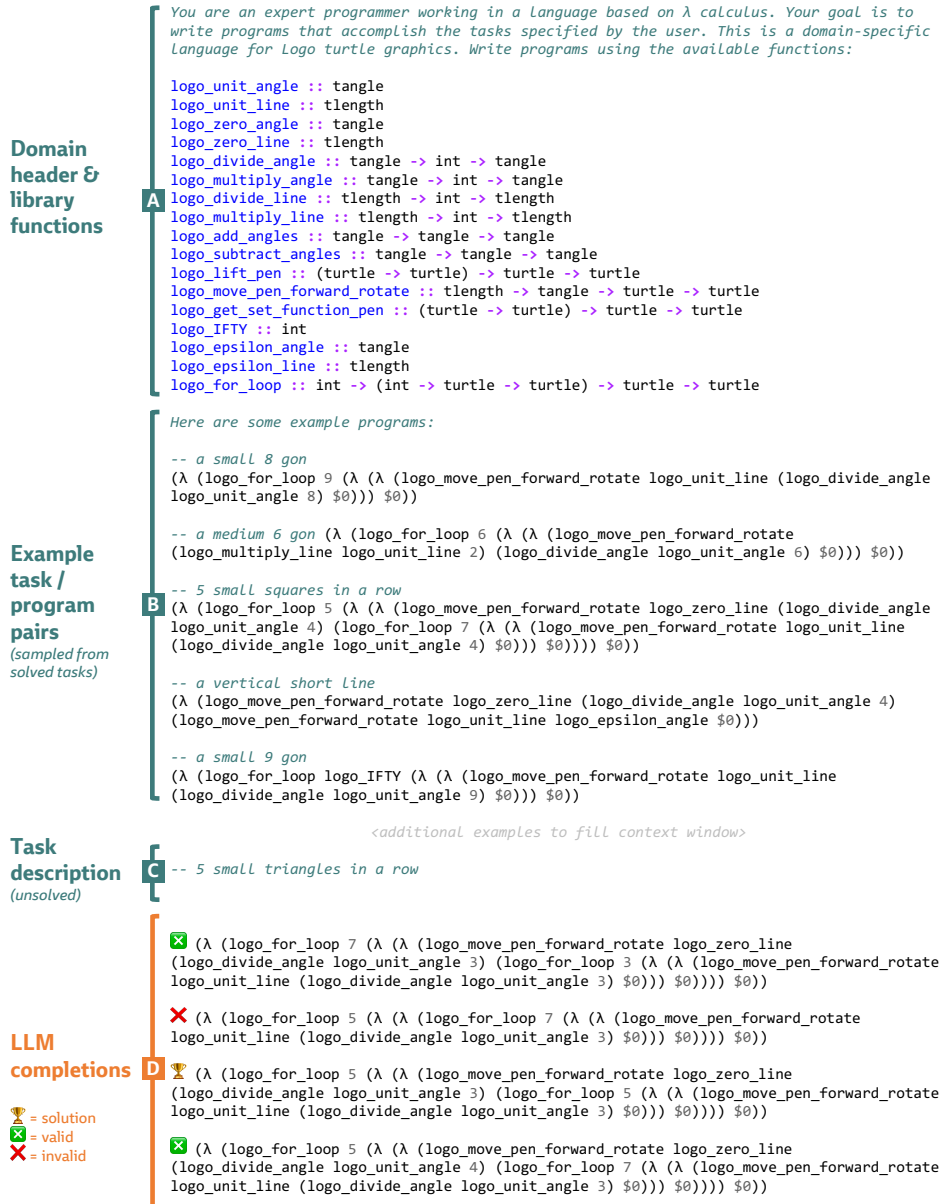 You are an expert programmer working in a language based on λ calculus. Your goal is to
write programs that accomplish the tasks specified by the user. This is a domain-specific
language for Logo turtle graphics. Write programs using the available functions:
Domain
header &
library
functions
A
logo_unit_angle :: tangle
logo_unit_line :: tlength
logo_zero_angle :: tangle
logo_zero_line :: tlength
logo_divide_angle :: tangle -> int -> tangle
logo_multiply_angle :: tangle -> int -> tangle
logo_divide_line :: tlength -> int -> tlength
logo_multiply_line :: tlength -> int -> tlength
logo_add_angles :: tangle -> tangle -> tangle
logo_subtract_angles :: tangle -> tangle -> tangle
logo_lift_pen :: (turtle -> turtle) -> turtle -> turtle
logo_move_pen_forward_rotate :: tlength -> tangle -> turtle -> turtle
logo_get_set_function_pen :: (turtle -> turtle) -> turtle -> turtle
logo_IFTY :: int
logo_epsilon_angle :: tangle
logo_epsilon_line :: tlength
logo_for_loop :: int -> (int -> turtle -> turtle) -> turtle -> turtle
Example
task /
program
pairs
(sampled from
solved tasks)
B
Here are some example programs:
-- a small 8 gon
(λ (logo_for_loop 9 (λ (λ (logo_move_pen_forward_rotate logo_unit_line (logo_divide_angle
logo_unit_angle 8) $0))) $0))
-- a medium 6 gon (λ (logo_for_loop 6 (λ (λ (logo_move_pen_forward_rotate
(logo_multiply_line logo_unit_line 2) (logo_divide_angle logo_unit_angle 6) $0))) $0))
-- 5 small squares in a row
(λ (logo_for_loop 5 (λ (λ (logo_move_pen_forward_rotate logo_zero_line (logo_divide_angle
logo_unit_angle 4) (logo_for_loop 7 (λ (λ (logo_move_pen_forward_rotate logo_unit_line
(logo_divide_angle logo_unit_angle 4) $0))) $0)))) $0))
-- a vertical short line
(λ (logo_move_pen_forward_rotate logo_zero_line (logo_divide_angle logo_unit_angle 4)
(logo_move_pen_forward_rotate logo_unit_line logo_epsilon_angle $0)))
-- a small 9 gon
(λ (logo_for_loop logo_IFTY (λ (λ (logo_move_pen_forward_rotate logo_unit_line
(logo_divide_angle logo_unit_angle 9) $0))) $0))
<additional examples to fill context window>
Task
description
(unsolved)
C
-- 5 small triangles in a row
LLM
completions
D
🏆 = solution
❎ = valid
❌ = invalid
❎ (λ (logo_for_loop 7 (λ (λ (logo_move_pen_forward_rotate logo_zero_line
(logo_divide_angle logo_unit_angle 3) (logo_for_loop 3 (λ (λ (logo_move_pen_forward_rotate
logo_unit_line (logo_divide_angle logo_unit_angle 3) $0))) $0)))) $0))
❌ (λ (logo_for_loop 5 (λ (λ (logo_for_loop 7 (λ (λ (logo_move_pen_forward_rotate
logo_unit_line (logo_divide_angle logo_unit_angle 3) $0))) $0)))) $0))
🏆 (λ (logo_for_loop 5 (λ (λ (logo_move_pen_forward_rotate logo_zero_line
(logo_divide_angle logo_unit_angle 3) (logo_for_loop 5 (λ (λ (logo_move_pen_forward_rotate
logo_unit_line (logo_divide_angle logo_unit_angle 3) $0))) $0)))) $0))
❎ (λ (logo_for_loop 5 (λ (λ (logo_move_pen_forward_rotate logo_zero_line
(logo_divide_angle logo_unit_angle 4) (logo_for_loop 7 (λ (λ (logo_move_pen_forward_rotate
logo_unit_line (logo_divide_angle logo_unit_angle 3) $0))) $0)))) $0))